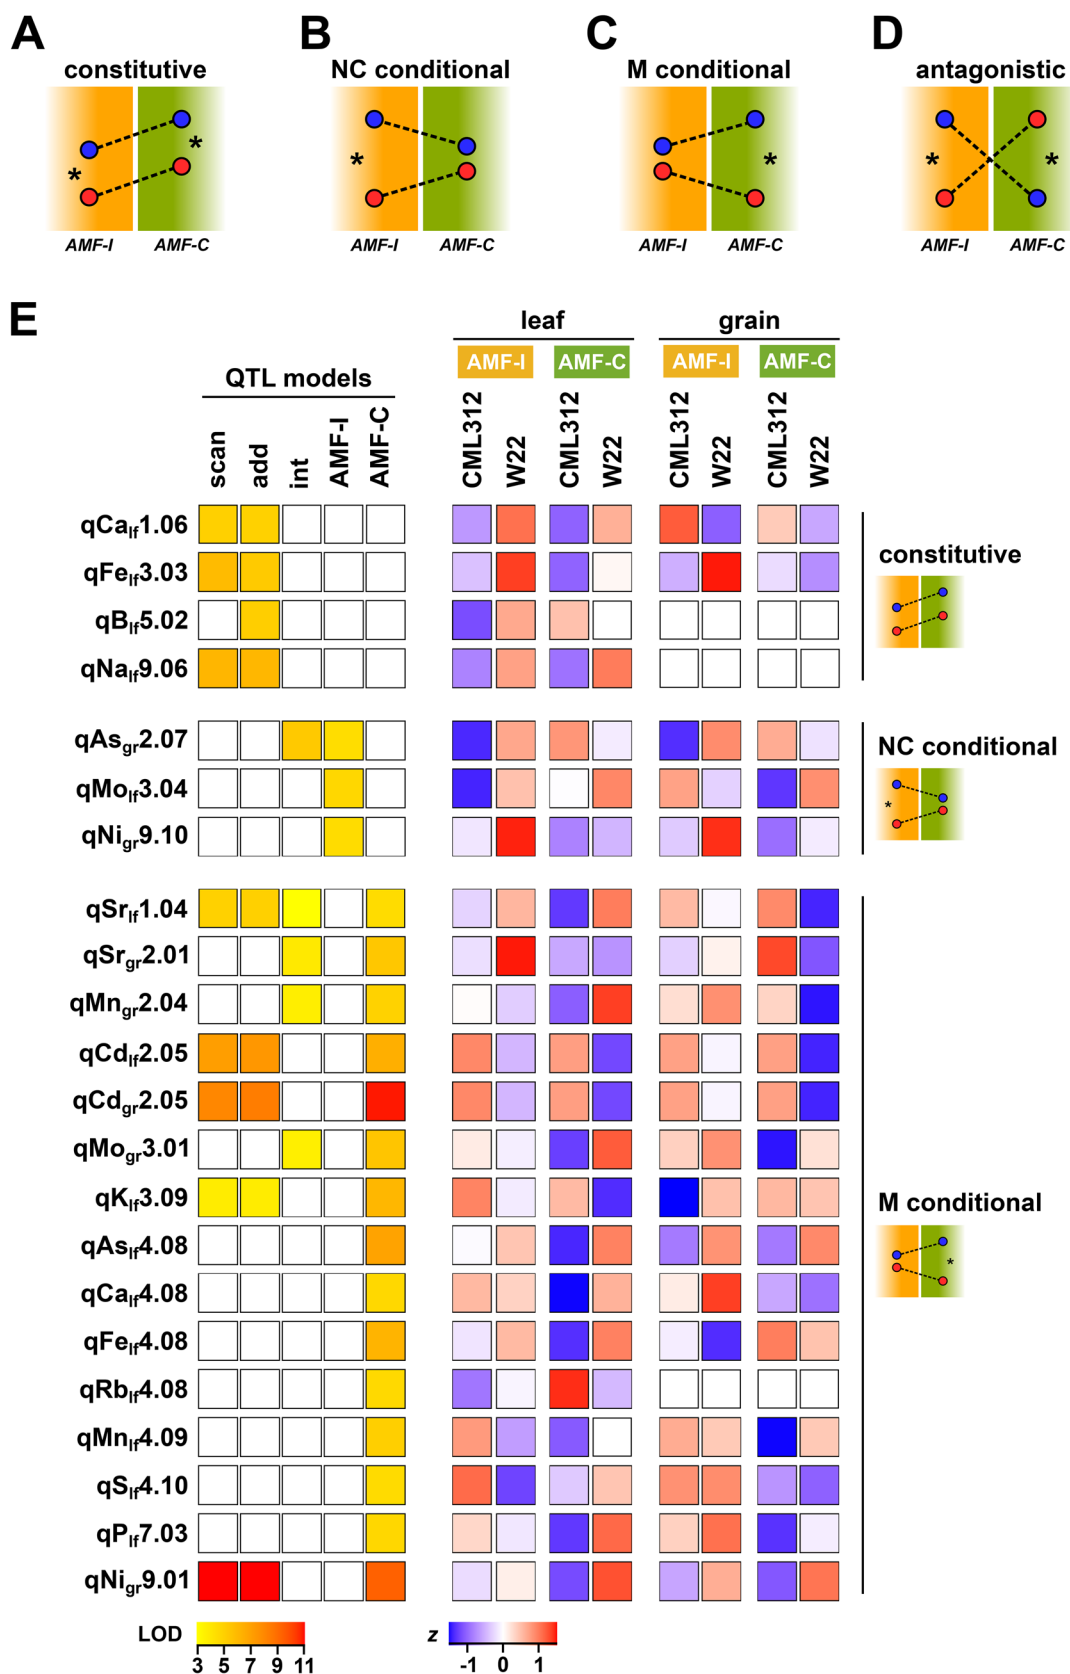 A B C D
constitutive NC conditional M conditional antagonistic
* * * * * *
AMF-I AMF-C AMF-I AMF-C AMF-I AMF-C AMF-I AMF-C
E
leaf grain
AMF-I AMF-C AMF-I AMF-C
QTL models
scan add int AMF-I AMF-C CML312 W22 CML312 W22 CML312 W22 CML312 W22
qCalf1.06
qFelf3.03
constitutive
qBlf5.02
qNalf9.06
qAsgr2.07
NC conditional
qMolf3.04
*
qNigr9.10
qSrlf1.04
qSrgr2.01
qMngr2.04
qCdlf2.05
qCdgr2.05
qMogr3.01
qKlf3.09
M conditional
qAslf4.08
*
qCalf4.08
qFelf4.08
qRblf4.08
qMnlf4.09
qSlf4.10
qPlf7.03
qNigr9.01
LOD z
3 5 7 9 11 -1 0 1